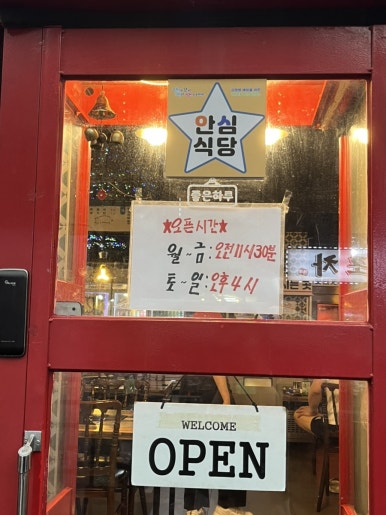 안심
식당
좋은하루
★오픈시간★
월~금:오전11시30분
토~일:오후4시
WELCOME
OPEN